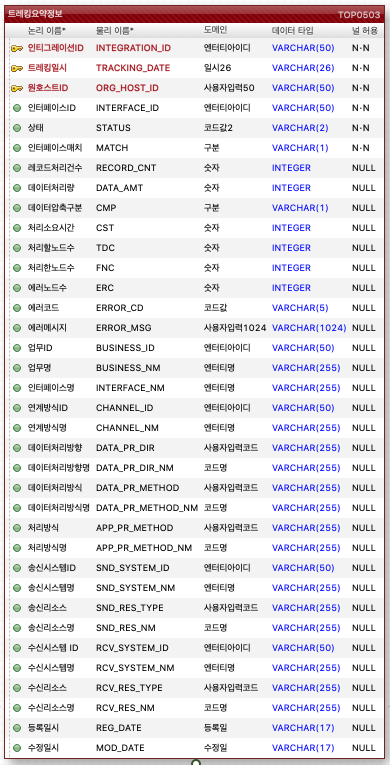 트레킹요약정보 TOP0503
논리 이름* 물리 이름* 도메인 데이터 타입 널 허용
인티그레이션ID INTEGRATION_ID 엔터티아이디 VARCHAR(50) N·N
트레킹일시 TRACKING_DATE 일시26 VARCHAR(26) N·N
원호스트ID ORG_HOST_ID 사용자입력50 VARCHAR(50) N·N
인터페이스ID INTERFACE_ID 엔터티아이디 VARCHAR(50) N·N
상태 STATUS 코드값2 VARCHAR(2) N·N
인터페이스매치 MATCH 구분 VARCHAR(1) N·N
레코드처리건수 RECORD_CNT 숫자 INTEGER NULL
데이터처리량 DATA_AMT 숫자 INTEGER NULL
데이터압축구분 CMP 구분 VARCHAR(1) NULL
처리소요시간 CST 숫자 INTEGER NULL
처리할노드수 TDC 숫자 INTEGER NULL
처리한노드수 FNC 숫자 INTEGER NULL
에러노드수 ERC 숫자 INTEGER NULL
에러코드 ERROR_CD 코드값 VARCHAR(5) NULL
에러메시지 ERROR_MSG 사용자입력1024 VARCHAR(1024) NULL
업무ID BUSINESS_ID 엔터티아이디 VARCHAR(50) NULL
업무명 BUSINESS_NM 엔터티명 VARCHAR(255) NULL
인터페이스명 INTERFACE_NM 엔터티명 VARCHAR(255) NULL
연계방식ID CHANNEL_ID 엔터티아이디 VARCHAR(50) NULL
연계방식명 CHANNEL_NM 엔터티명 VARCHAR(255) NULL
데이터처리방향 DATA_PR_DIR 사용자입력코드 VARCHAR(255) NULL
데이터처리방향명 DATA_PR_DIR_NM 코드명 VARCHAR(255) NULL
데이터처리방식 DATA_PR_METHOD 사용자입력코드 VARCHAR(255) NULL
데이터처리방식명 DATA_PR_METHOD_NM 코드명 VARCHAR(255) NULL
처리방식 APP_PR_METHOD 사용자입력코드 VARCHAR(255) NULL
처리방식명 APP_PR_METHOD_NM 코드명 VARCHAR(255) NULL
송신시스템ID SND_SYSTEM_ID 엔터티아이디 VARCHAR(50) NULL
송신시스템명 SND_SYSTEM_NM 엔터티명 VARCHAR(255) NULL
송신리소스 SND_RES_TYPE 사용자입력코드 VARCHAR(255) NULL
송신리소스명 SND_RES_NM 코드명 VARCHAR(255) NULL
수신시스템 ID RCV_SYSTEM_ID 엔터티아이디 VARCHAR(50) NULL
수신시스템명 RCV_SYSTEM_NM 엔터티명 VARCHAR(255) NULL
수신리소스 RCV_RES_TYPE 사용자입력코드 VARCHAR(255) NULL
수신리소스명 RCV_RES_NM 코드명 VARCHAR(255) NULL
등록일시 REG_DATE 등록일 VARCHAR(17) NULL
수정일시 MOD_DATE 수정일 VARCHAR(17) NULL